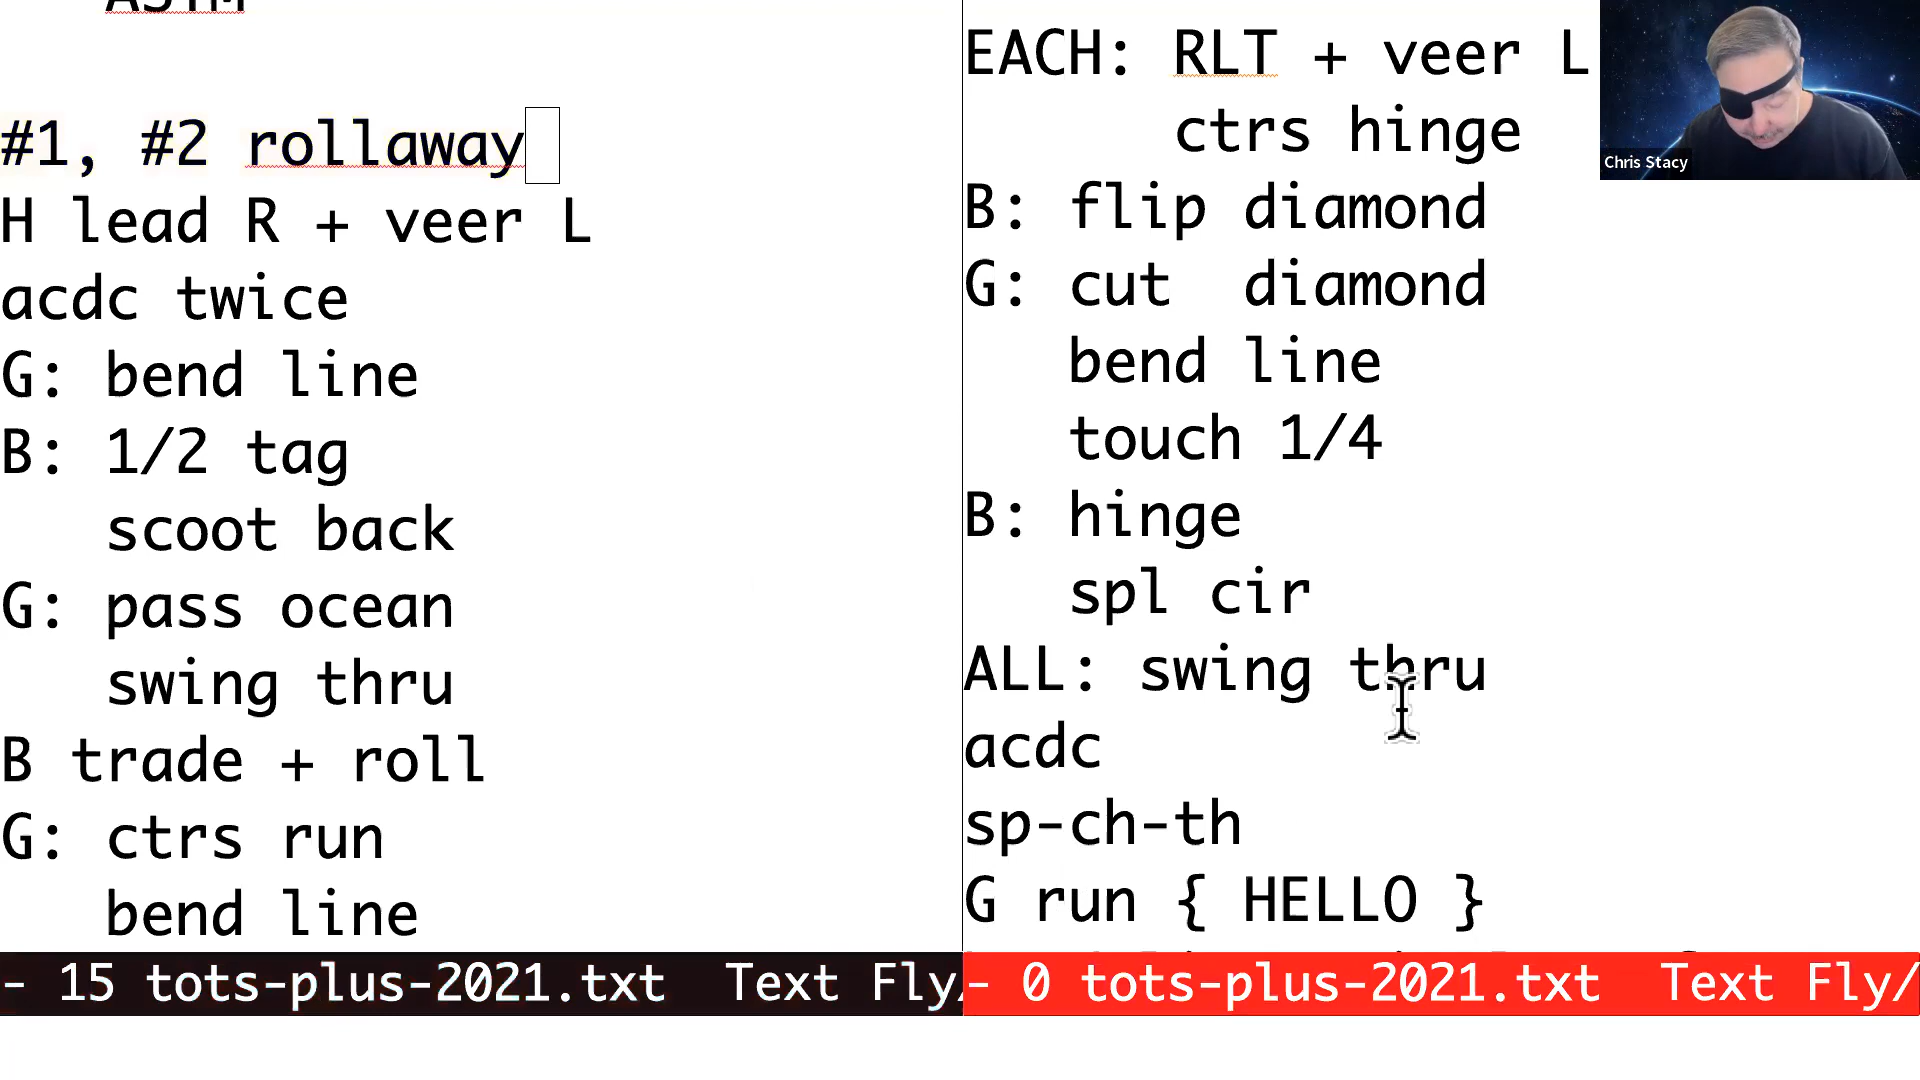 ASTM
#1, #2 rollaway
H lead R + veer L
acdc twice
G: bend line
B: 1/2 tag
scoot back
G: pass ocean
swing thru
B trade + roll
G: ctrs run
bend line
- 15 tots-plus-2021.txt Text Fly/
EACH: RLT + veer L
ctrs hinge
B: flip diamond
G: cut diamond
bend line
touch 1/4
B: hinge
spl cir
ALL: swing thru
acdc
sp-ch-th
G run { HELLO }
- 0 tots-plus-2021.txt Text Fly/
Chris Stacy